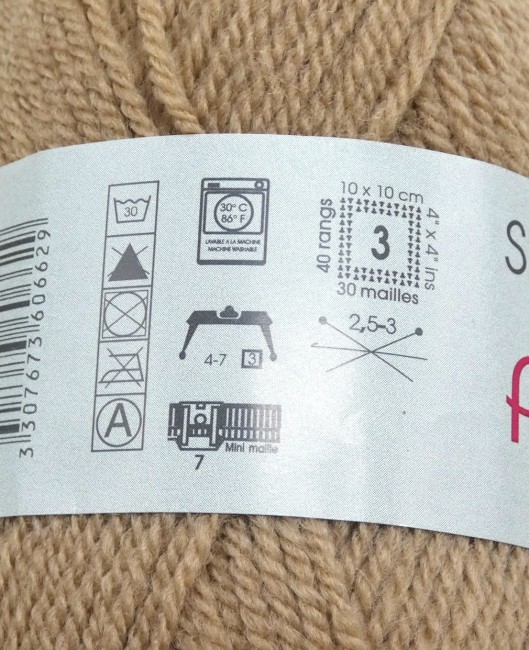 3 307673 606629
30
A
30° C
86° F
LAVABLE A LA MACHINE
MACHINE WASHABLE
4-7 3
Mini maille
7
10 x 10 cm
40 rangs
3
4" x 4" ins
30 mailles
2,5-3
S